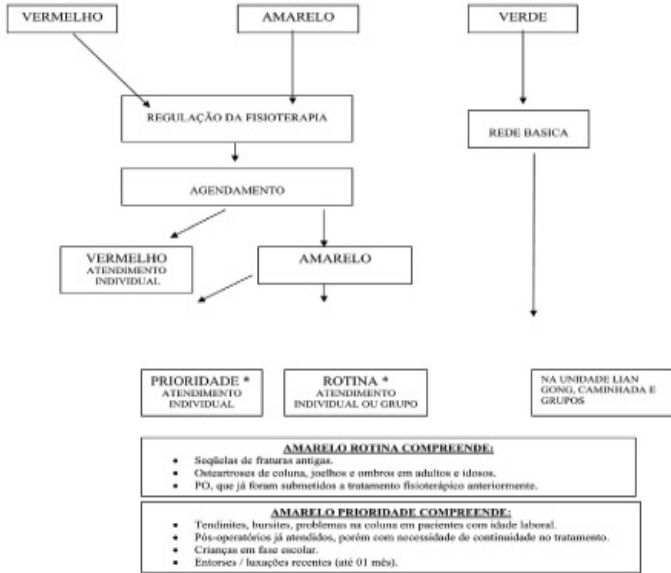 VERMELHO
AMARELO
VERDE
REGULAÇÃO DA FISIOTERAPIA
REDE BASICA
AGENDAMENTO
VERMELHO
ATENDIMENTO
INDIVIDUAL
AMARELO
PRIORIDADE *
ATENDIMENTO
INDIVIDUAL
ROTINA *
ATENDIMENTO
INDIVIDUAL OU GRUPO
NA UNIDADE LIAN
GONG, CAMINHADA E
GRUPOS
AMARELO ROTINA COMPREENDE:
• Seqüelas de fraturas antigas.
• Osteartroses de coluna, joelhos e ombros em adultos e idosos.
• PO, que já foram submetidos a tratamento fisioterápico anteriormente.
AMARELO PRIORIDADE COMPREENDE:
• Tendinites, bursites, problemas na coluna em pacientes com idade laboral.
• Pós-operatórios já atendidos, porém com necessidade de continuidade no tratamento.
• Crianças em fase escolar.
• Entorses / luxações recentes (até 01 mês).